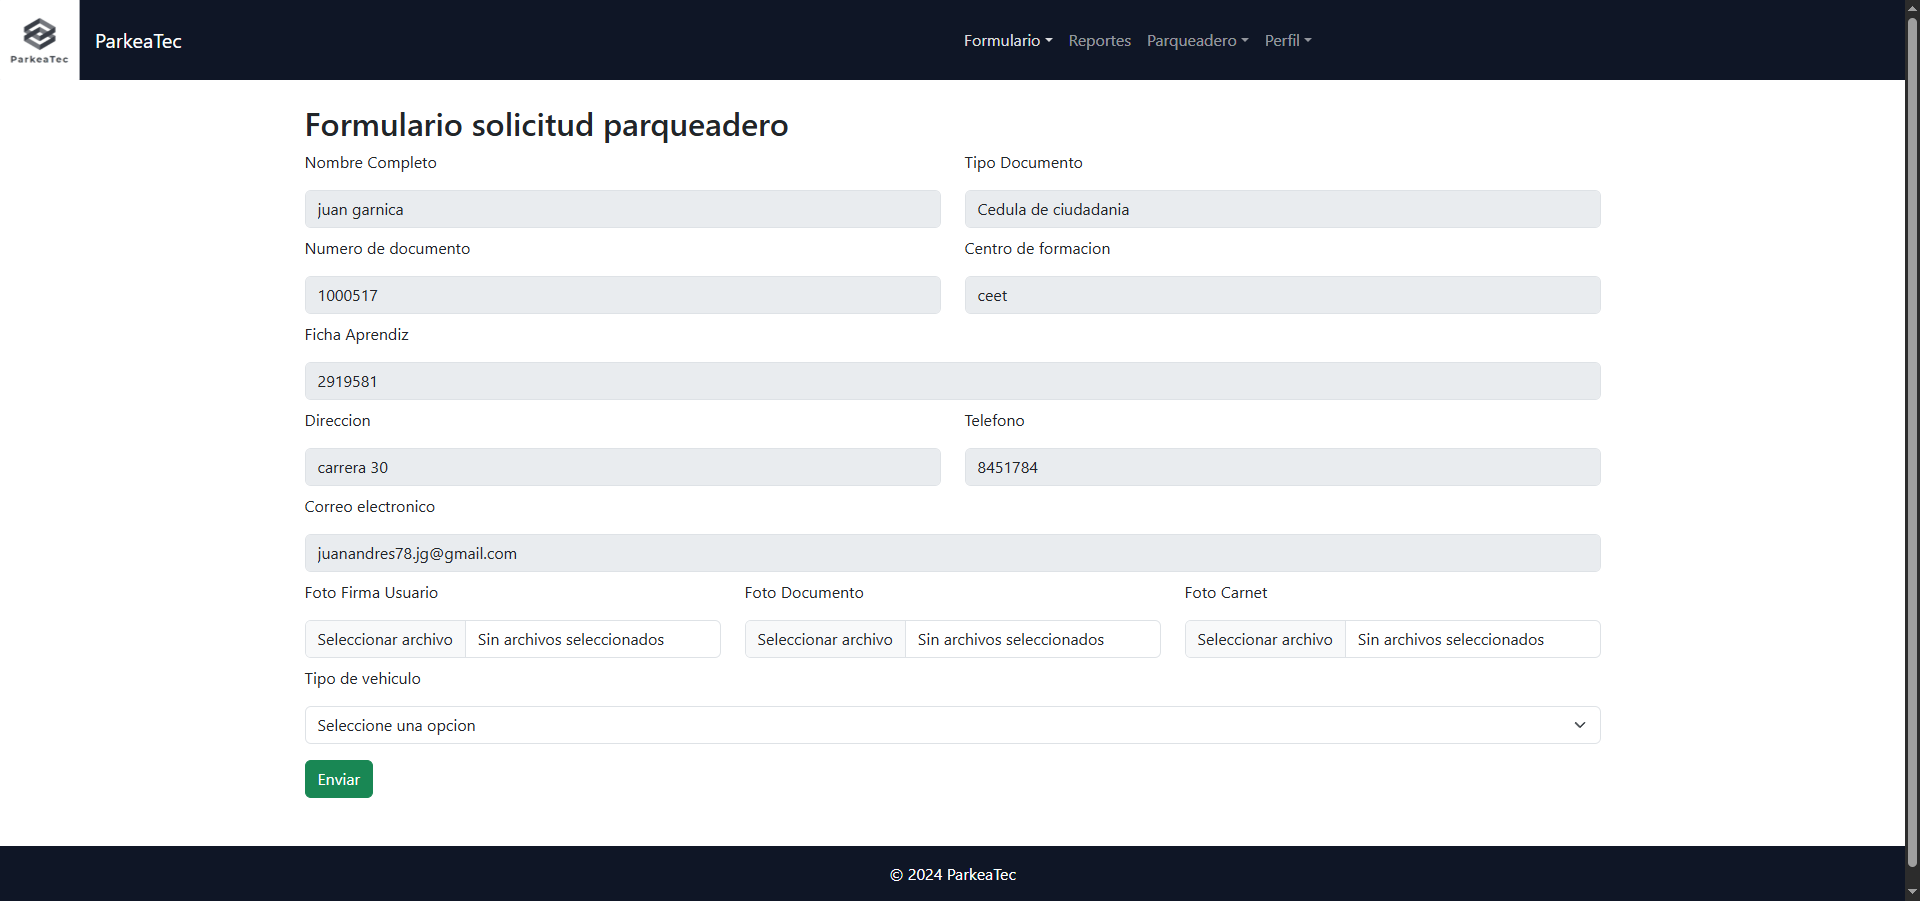 ParkeaTec
ParkeaTec
Formulario Reportes Parqueadero Perfil
Formulario solicitud parqueadero
Nombre Completo Tipo Documento
juan garnica Cedula de ciudadania
Numero de documento Centro de formacion
1000517 ceet
Ficha Aprendiz
2919581
Direccion Telefono
carrera 30 8451784
Correo electronico
juanandres78.jg@gmail.com
Foto Firma Usuario Foto Documento Foto Carnet
Seleccionar archivo Sin archivos seleccionados Seleccionar archivo Sin archivos seleccionados Seleccionar archivo Sin archivos seleccionados
Tipo de vehiculo
Seleccione una opcion
Enviar
© 2024 ParkeaTec